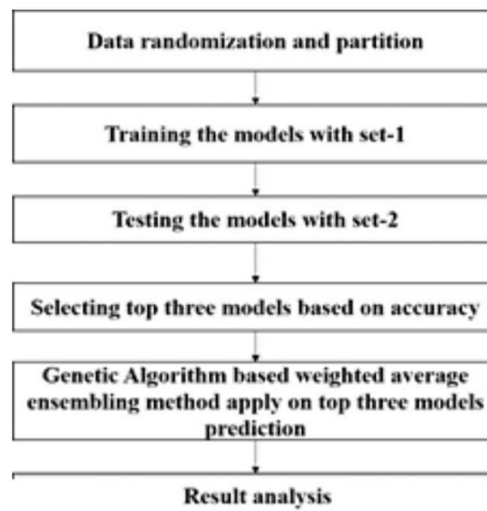 Data randomization and partition
Training the models with set-1
Testing the models with set-2
Selecting top three models based on accuracy
Genetic Algorithm based weighted average
ensembling method apply on top three models
prediction
Result analysis